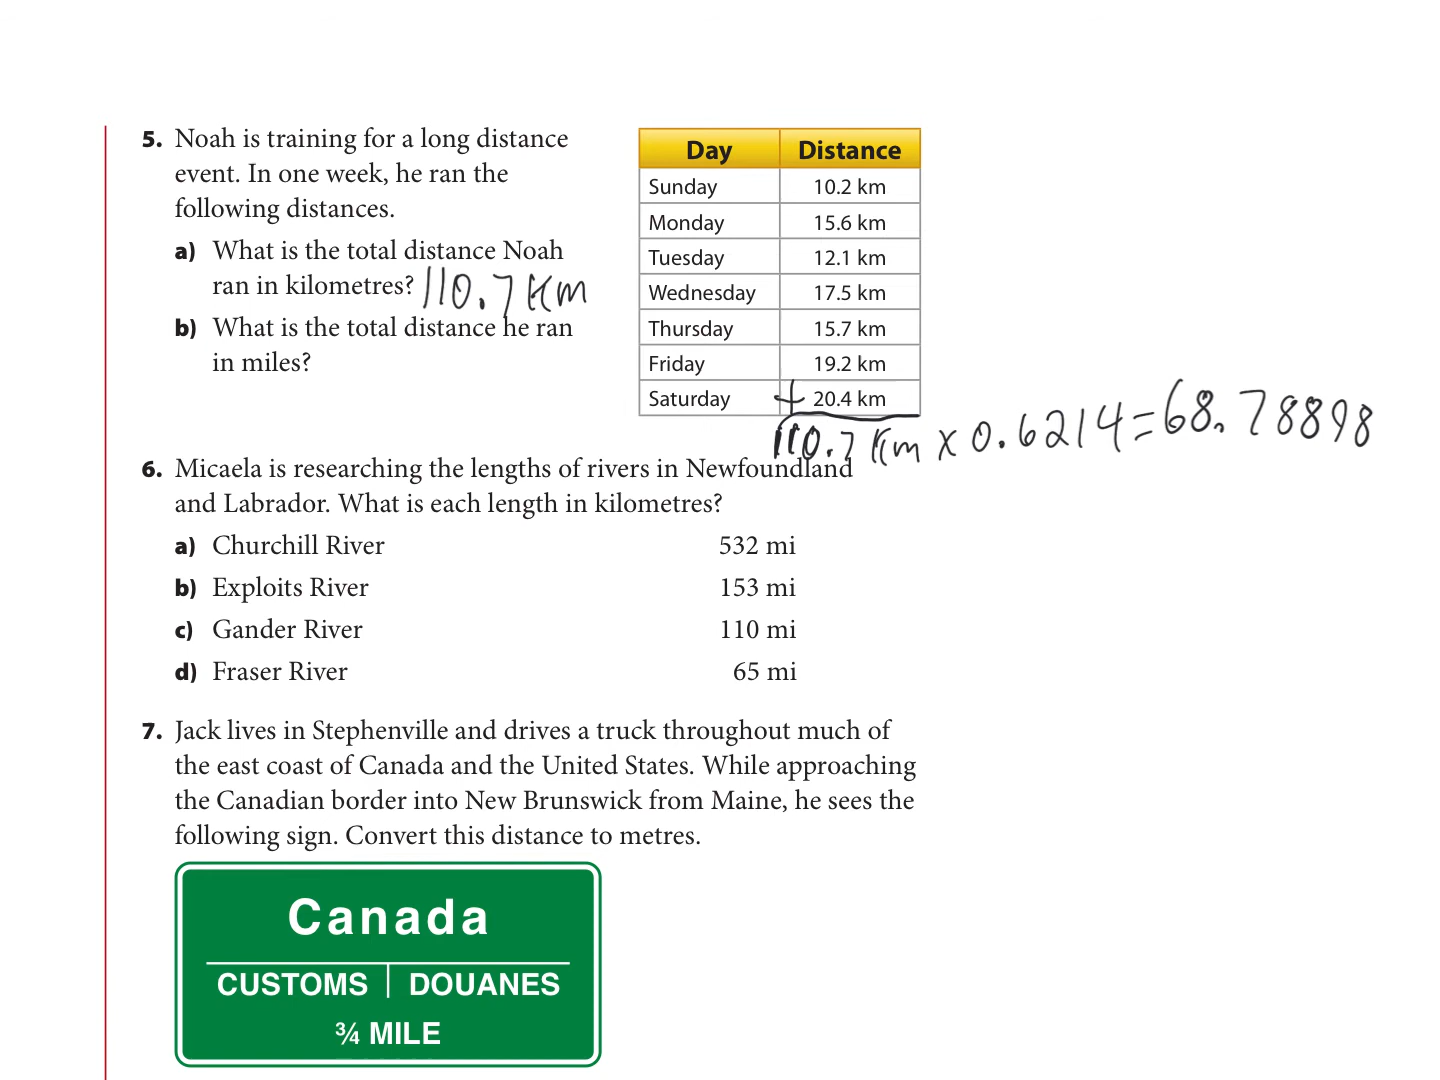 5. Noah is training for a long distance
event. In one week, he ran the
following distances.
a) What is the total distance Noah
ran in kilometres? 110.7 Km
b) What is the total distance he ran
in miles?
Day Distance
Sunday 10.2 km
Monday 15.6 km
Tuesday 12.1 km
Wednesday 17.5 km
Thursday 15.7 km
Friday 19.2 km
Saturday + 20.4 km
110.7 Km x 0.6214=68.78898
6. Micaela is researching the lengths of rivers in Newfoundland
and Labrador. What is each length in kilometres?
a) Churchill River 532 mi
b) Exploits River 153 mi
c) Gander River 110 mi
d) Fraser River 65 mi
7. Jack lives in Stephenville and drives a truck throughout much of
the east coast of Canada and the United States. While approaching
the Canadian border into New Brunswick from Maine, he sees the
following sign. Convert this distance to metres.
Canada
CUSTOMS | DOUANES
¾ MILE